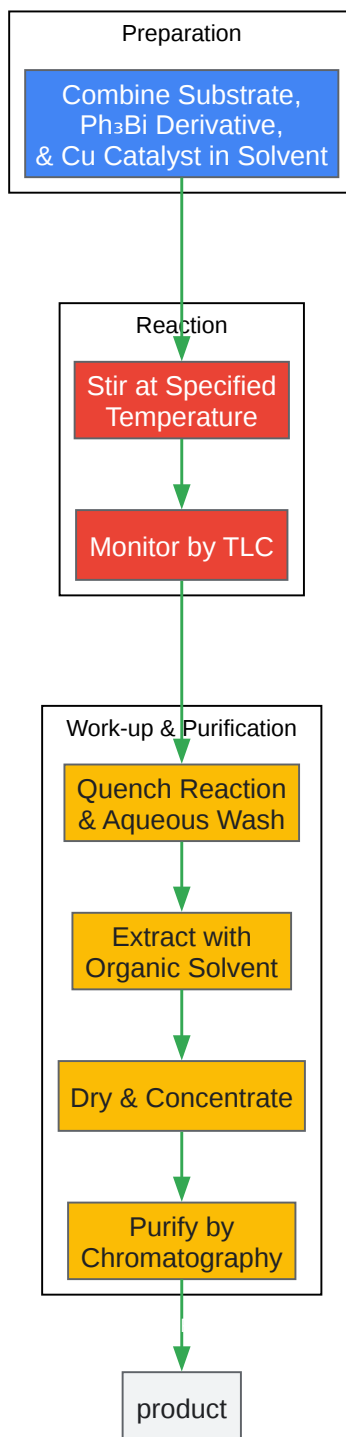 Preparation
Combine Substrate,
Ph₃Bi Derivative,
& Cu Catalyst in Solvent
Reaction
Stir at Specified
Temperature
Monitor by TLC
Work-up & Purification
Quench Reaction
& Aqueous Wash
Extract with
Organic Solvent
Dry & Concentrate
Purify by
Chromatography
product